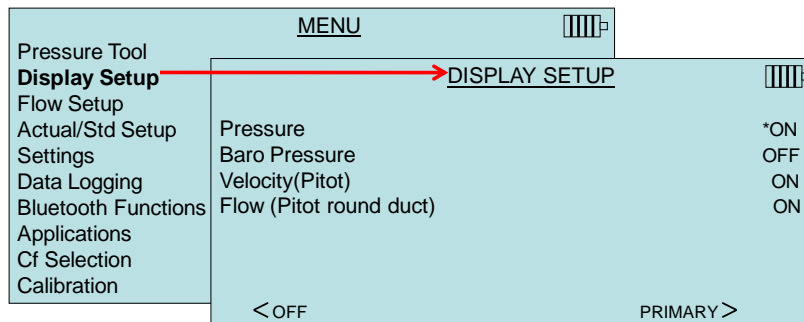 MENU
Pressure Tool
Display Setup
Flow Setup
Actual/Std Setup
Settings
Data Logging
Bluetooth Functions
Applications
Cf Selection
Calibration
DISPLAY SETUP
Pressure *ON
Baro Pressure OFF
Velocity(Pitot) ON
Flow (Pitot round duct) ON
<OFF PRIMARY>